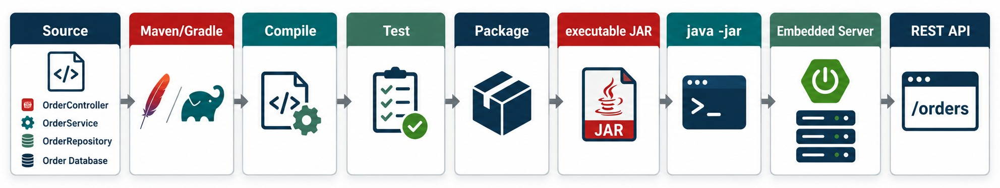 Source
</>
OrderController
OrderService
OrderRepository
Order Database
Maven/Gradle
/
Compile
</>
Test
Package
executable JAR
JAR
java -jar
>_
Embedded Server
REST API
/orders